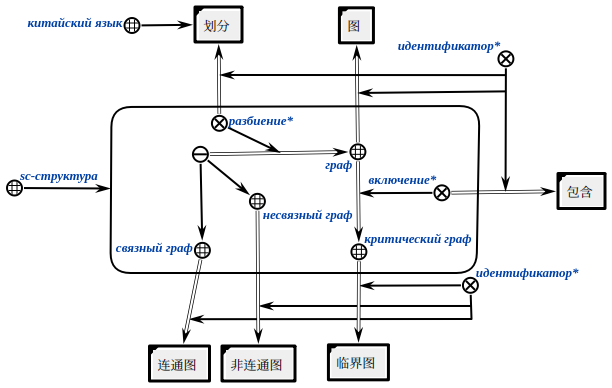 китайский язык
划分
图
идентификатор*
разбиение*
граф
включение*
包含
sc-структура
несвязный граф
связный граф
критический граф
идентификатор*
连通图
非连通图
临界图